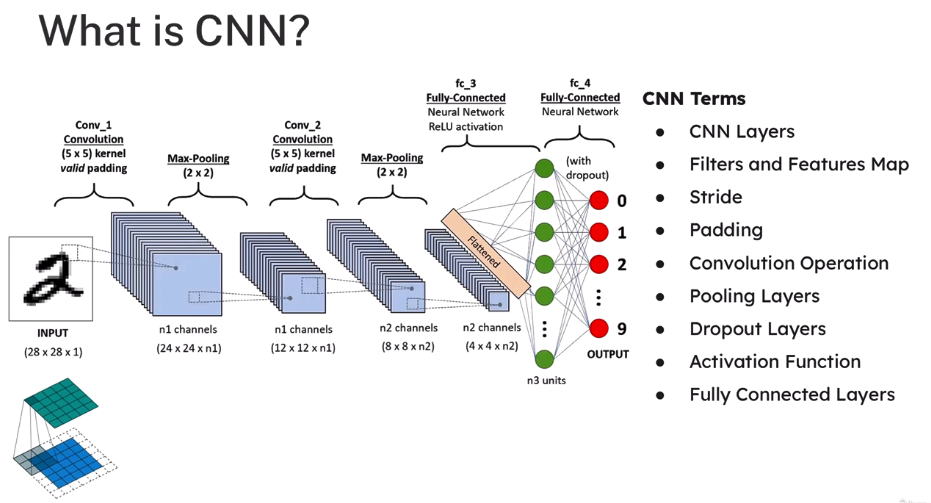 What is CNN?
Conv_1
Convolution
(5 x 5) kernel
valid padding
Max-Pooling
(2 x 2)
Conv_2
Convolution
(5 x 5) kernel
valid padding
Max-Pooling
(2 x 2)
fc_3
Fully-Connected
Neural Network
ReLU activation
fc_4
Fully-Connected
Neural Network
(with
dropout)
Flattened
0
1
2
9
OUTPUT
INPUT
(28 x 28 x 1)
n1 channels
(24 x 24 x n1)
n1 channels
(12 x 12 x n1)
n2 channels
(8 x 8 x n2)
n2 channels
(4 x 4 x n2)
n3 units
2
CNN Terms
● CNN Layers
● Filters and Features Map
● Stride
● Padding
● Convolution Operation
● Pooling Layers
● Dropout Layers
● Activation Function
● Fully Connected Layers